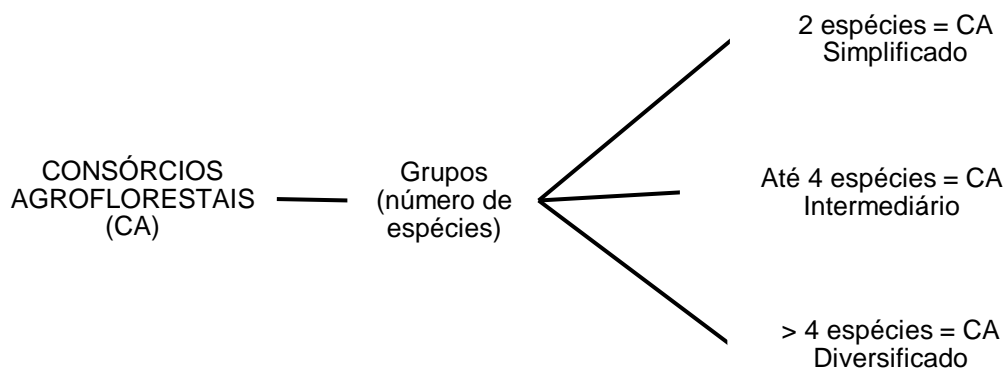 CONSÓRCIOS
AGROFLORESTAIS
(CA)
Grupos
(número de
espécies)
2 espécies = CA
Simplificado
Até 4 espécies = CA
Intermediário
> 4 espécies = CA
Diversificado